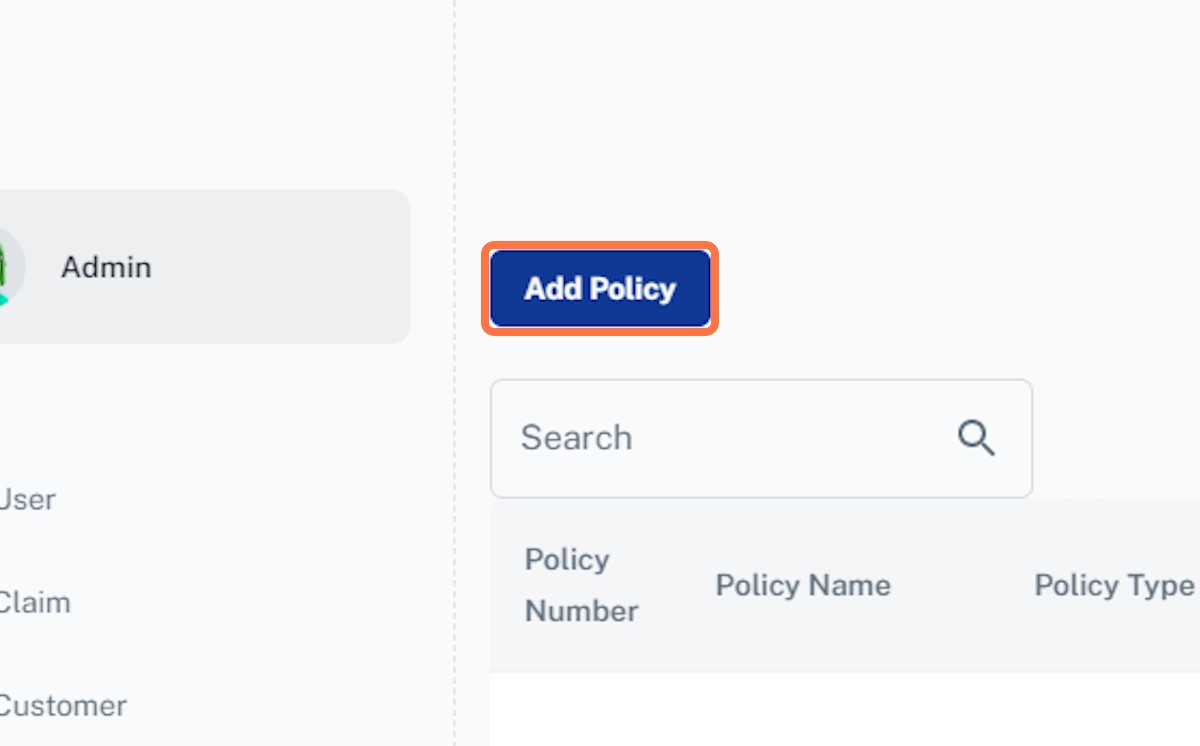 Admin
User
Claim
Customer
Add Policy
Search
Policy
Number
Policy Name
Policy Type